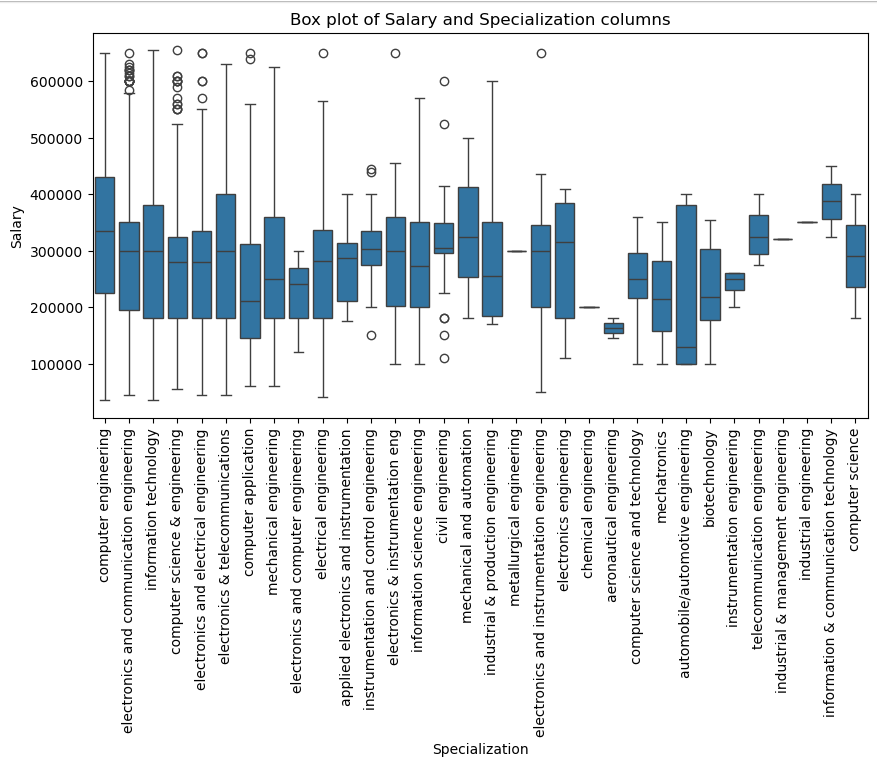 Box plot of Salary and Specialization columns
Salary
600000
500000
400000
300000
200000
100000
computer engineering
electronics and communication engineering
information technology
computer science & engineering
electronics and electrical engineering
electronics & telecommunications
computer application
mechanical engineering
electronics and computer engineering
electrical engineering
applied electronics and instrumentation
instrumentation and control engineering
electronics & instrumentation eng
information science engineering
civil engineering
mechanical and automation
industrial & production engineering
metallurgical engineering
electronics and instrumentation engineering
electronics engineering
chemical engineering
aeronautical engineering
computer science and technology
mechatronics
automobile/automotive engineering
biotechnology
instrumentation engineering
telecommunication engineering
industrial & management engineering
industrial engineering
information & communication technology
computer science
Specialization